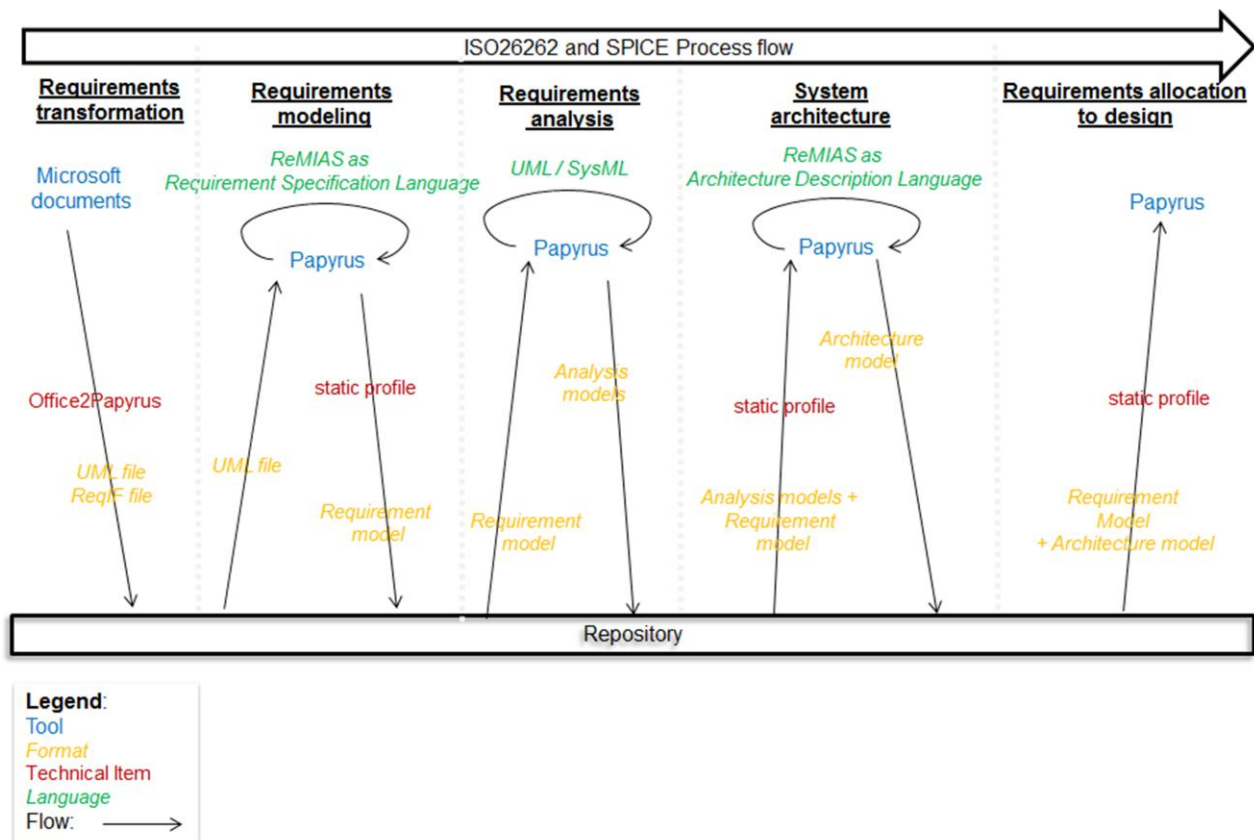 ISO26262 and SPICE Process flow
Requirements
transformation
Requirements
modeling
Requirements
analysis
System
architecture
Requirements allocation
to design
Microsoft
documents
ReMIAS as
Requirement Specification Language
UML / SysML
ReMIAS as
Architecture Description Language
Papyrus
Papyrus
Papyrus
Papyrus
Office2Papyrus
UML file
ReqIF file
UML file
static profile
Requirement
model
Requirement
model
Analysis
models
static profile
Analysis models +
Requirement
model
Architecture
model
static profile
Requirement
Model
+ Architecture model
Repository
Legend:
Tool
Format
Technical Item
Language
Flow: